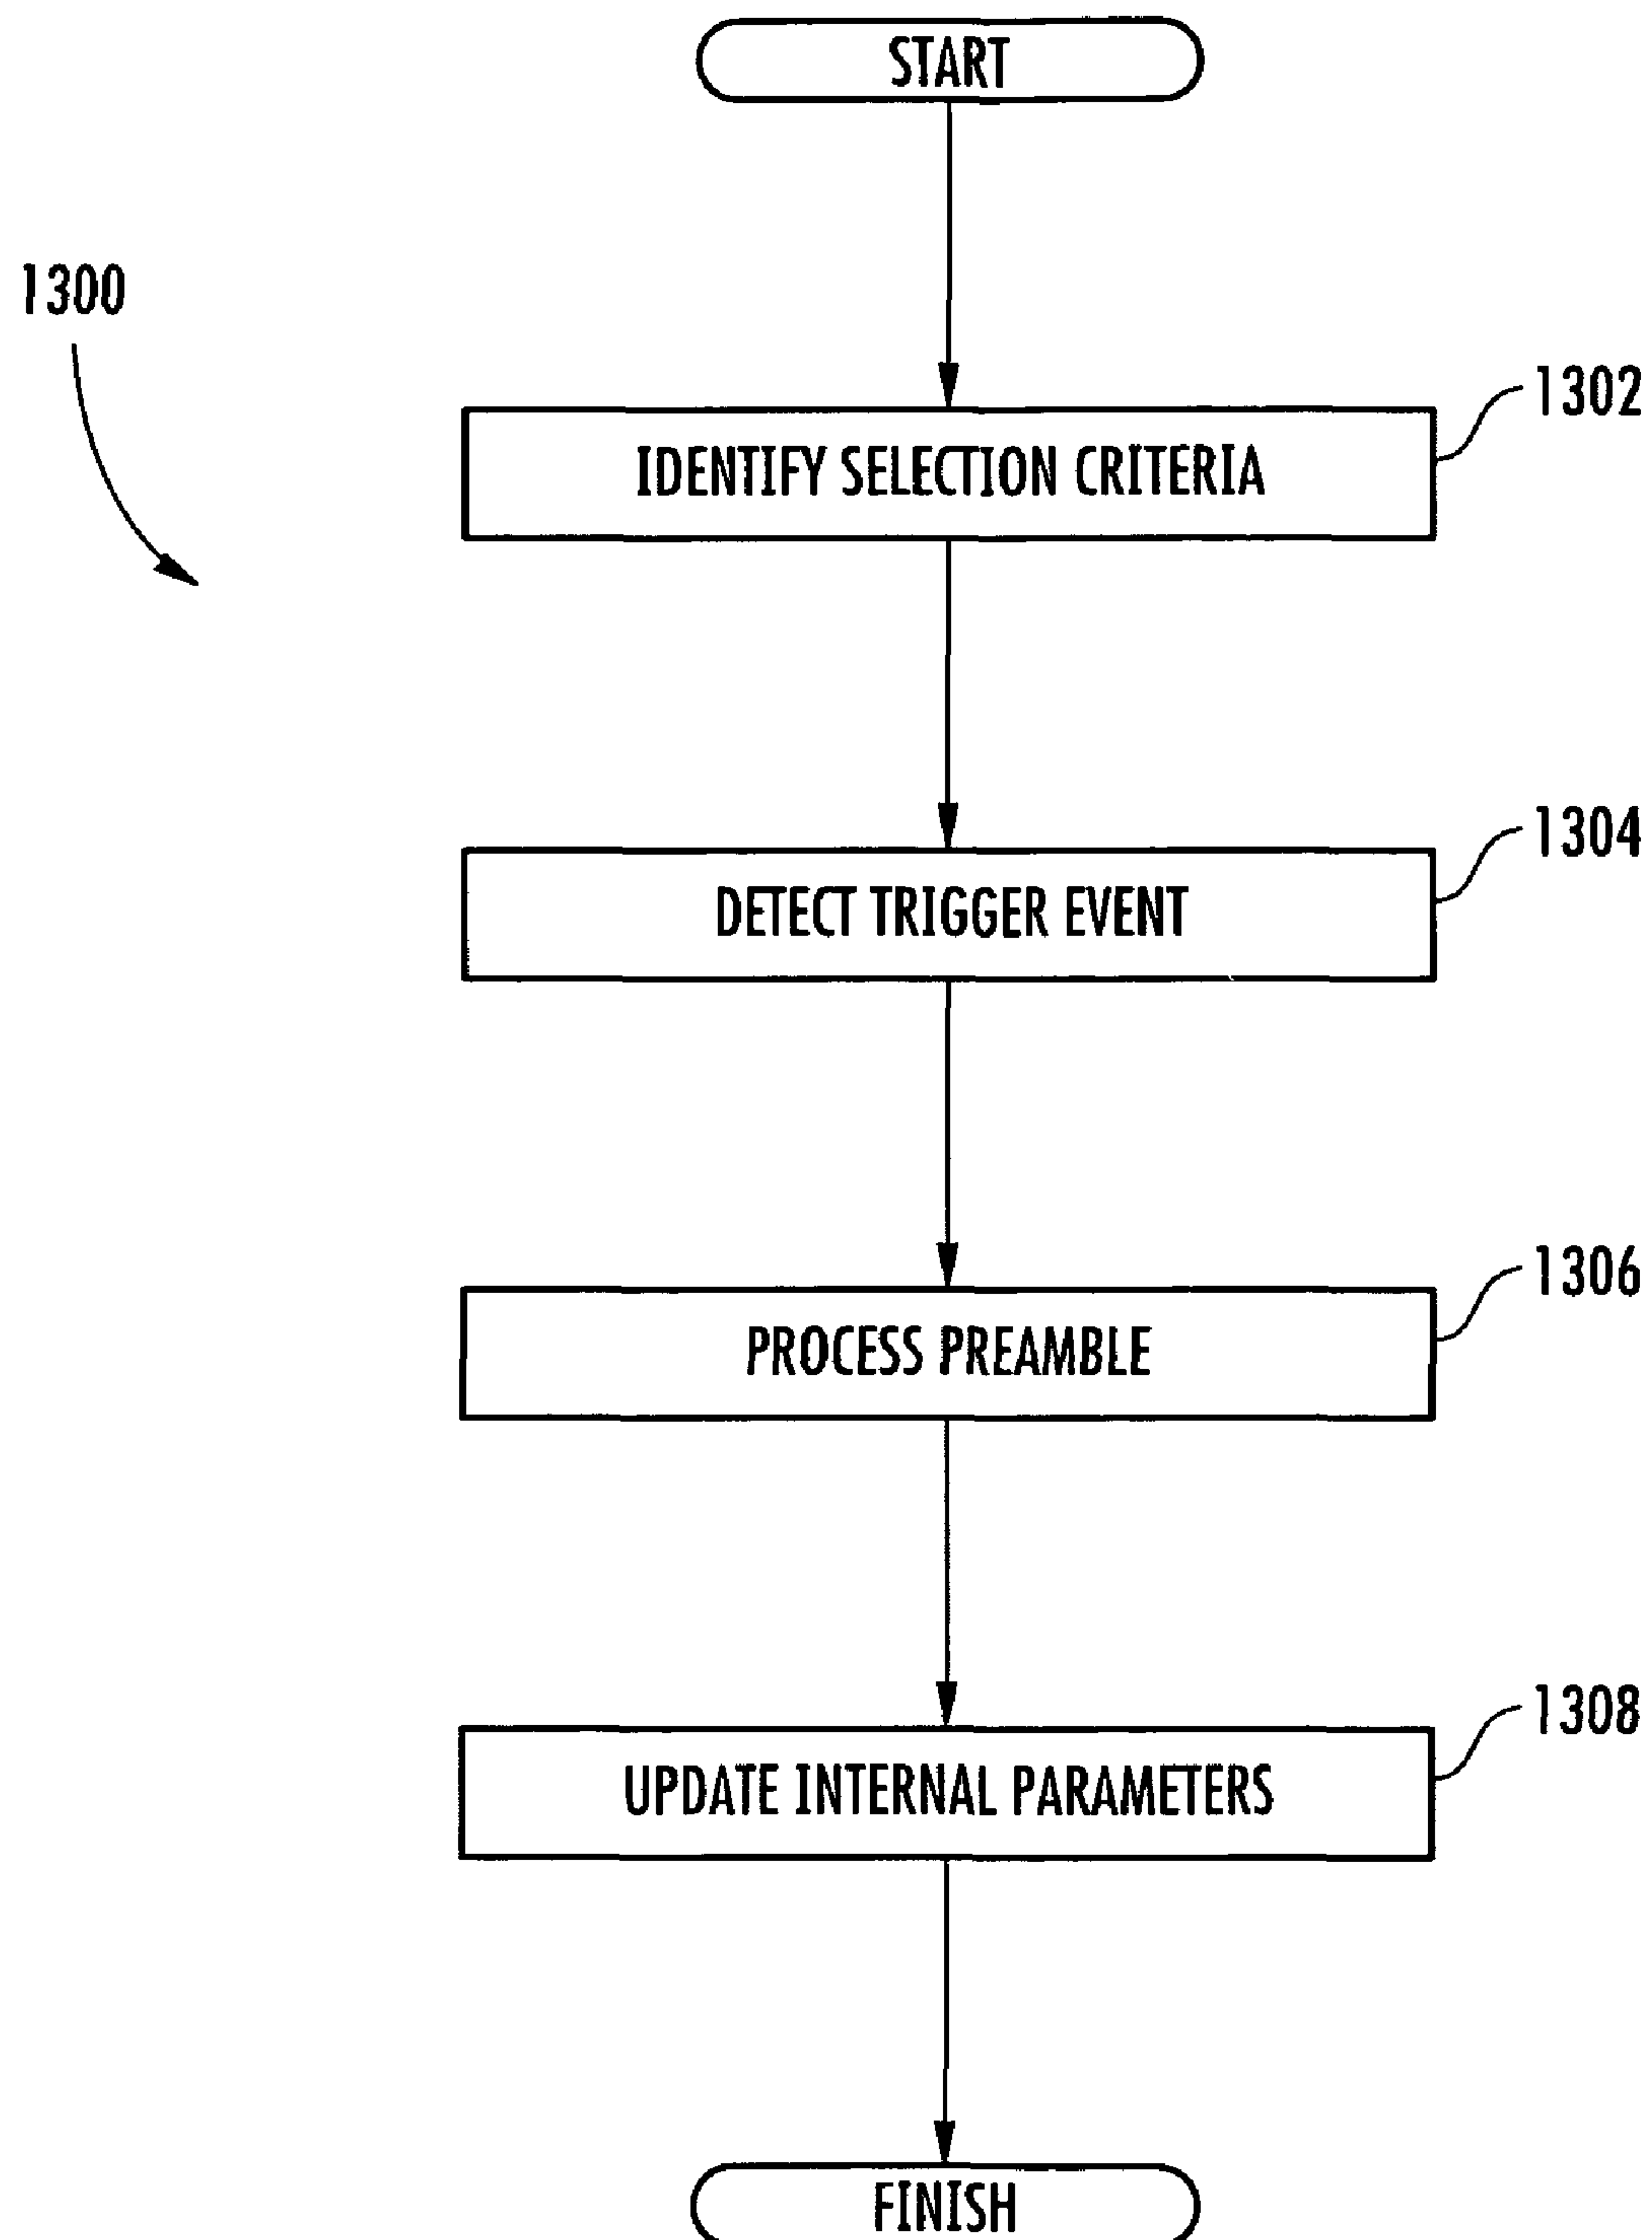 START
1300
1302
IDENTIFY SELECTION CRITERIA
1304
DETECT TRIGGER EVENT
1306
PROCESS PREAMBLE
1308
UPDATE INTERNAL PARAMETERS
FINISH